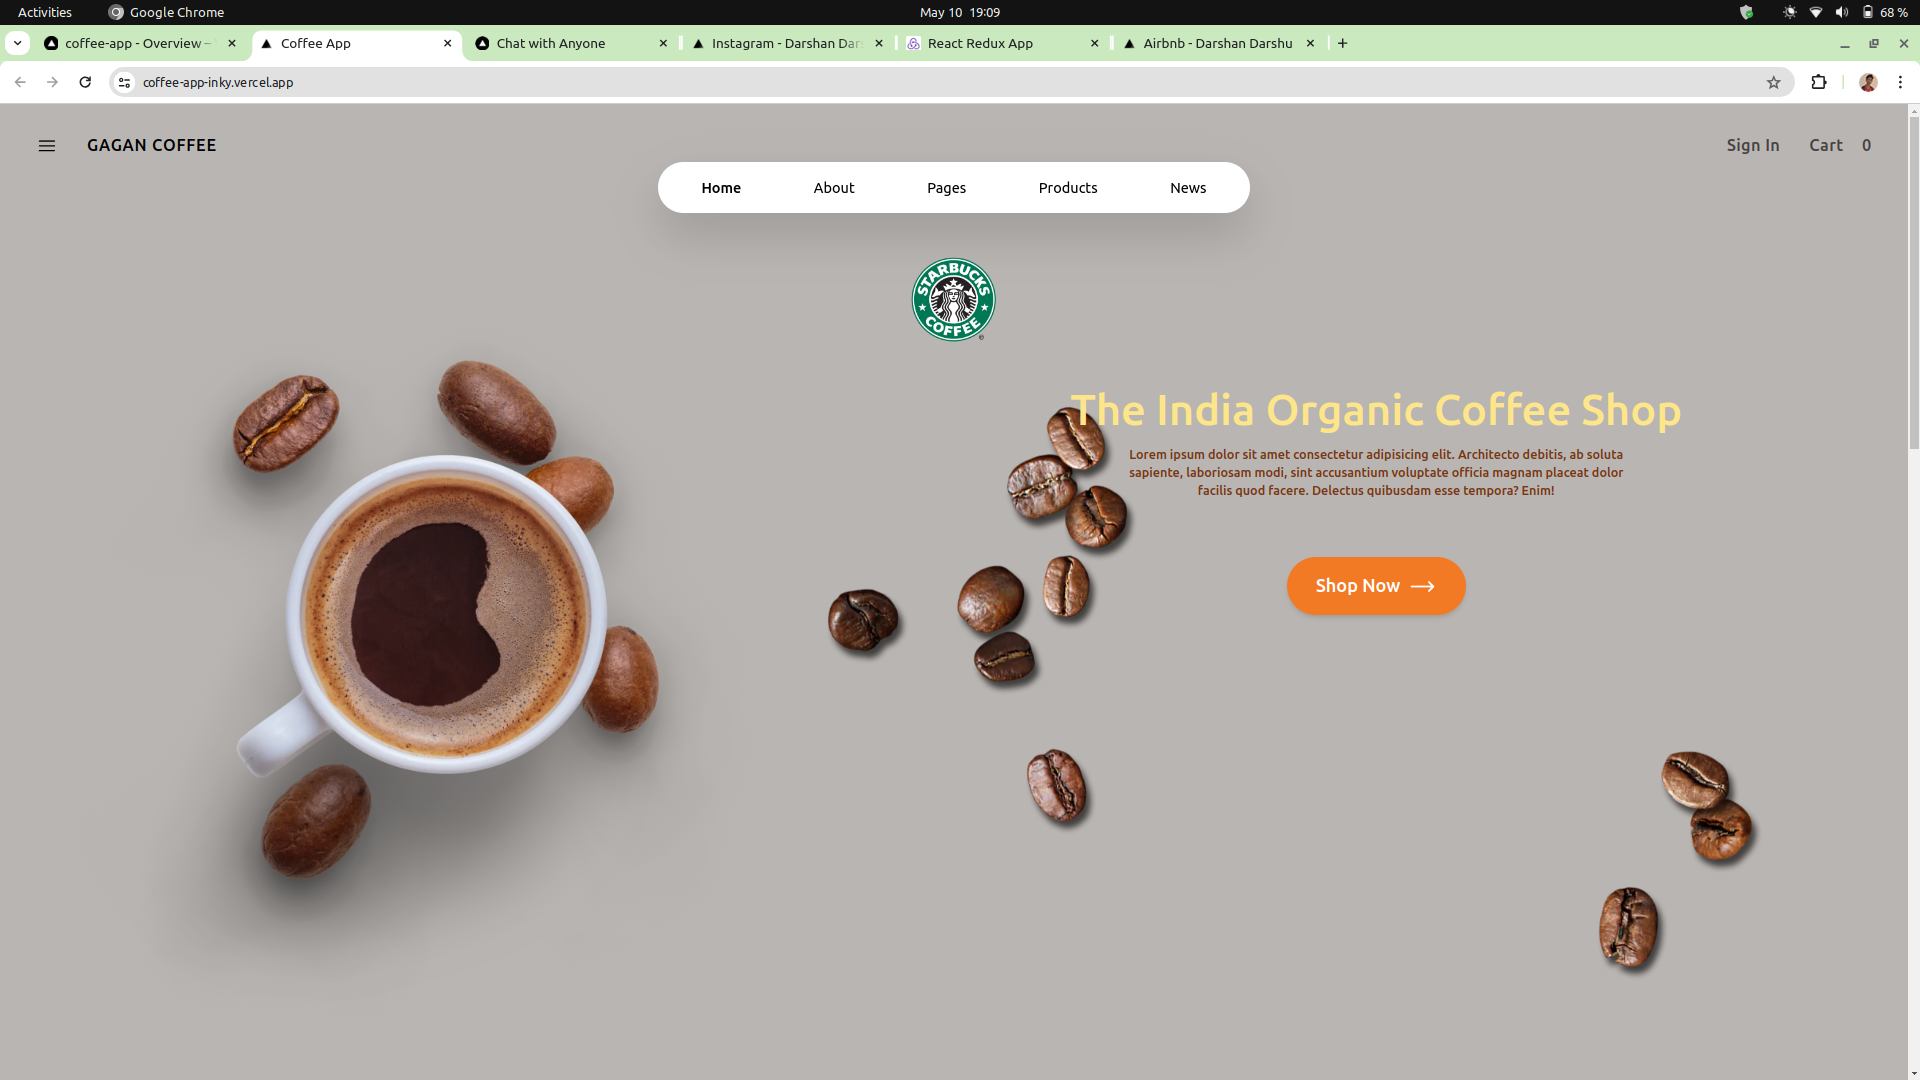 Activities
Google Chrome
May 10 19:09
68 %
coffee-app - Overview –
Coffee App
Chat with Anyone
Instagram - Darshan Dar
React Redux App
Airbnb - Darshan Darshu
coffee-app-inky.vercel.app
GAGAN COFFEE
Sign In
Cart 0
Home
About
Pages
Products
News
STARBUCKS
COFFEE
®
The India Organic Coffee Shop
Lorem ipsum dolor sit amet consectetur adipisicing elit. Architecto debitis, ab soluta
sapiente, laboriosam modi, sint accusantium voluptate officia magnam placeat dolor
facilis quod facere. Delectus quibusdam esse tempora? Enim!
Shop Now